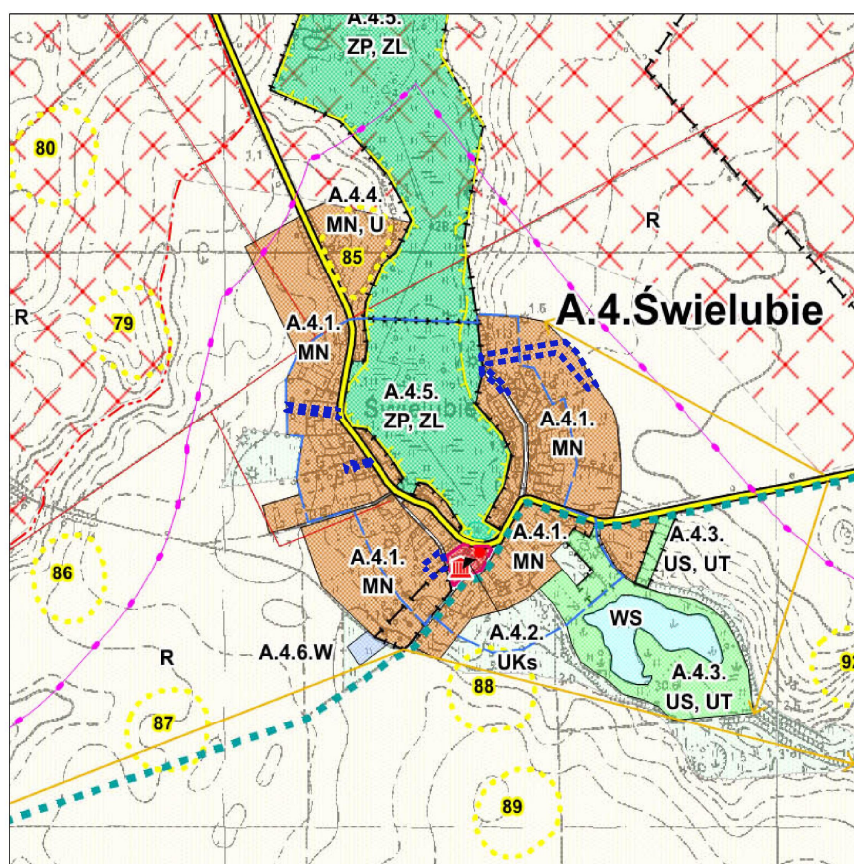 A.4.5.
ZP, ZL
80
A.4.4.
MN, U
85
R
R
79
A.4.Świelubie
A.4.1.
MN
A.4.5.
ZP, ZL
Świelubie
A.4.1.
MN
A.4.1.
MN
A.4.3.
US, UT
A.4.1.
MN
86
WS
A.4.2.
UKs
A.4.6.W
R
A.4.3.
US, UT
92
88
87
89